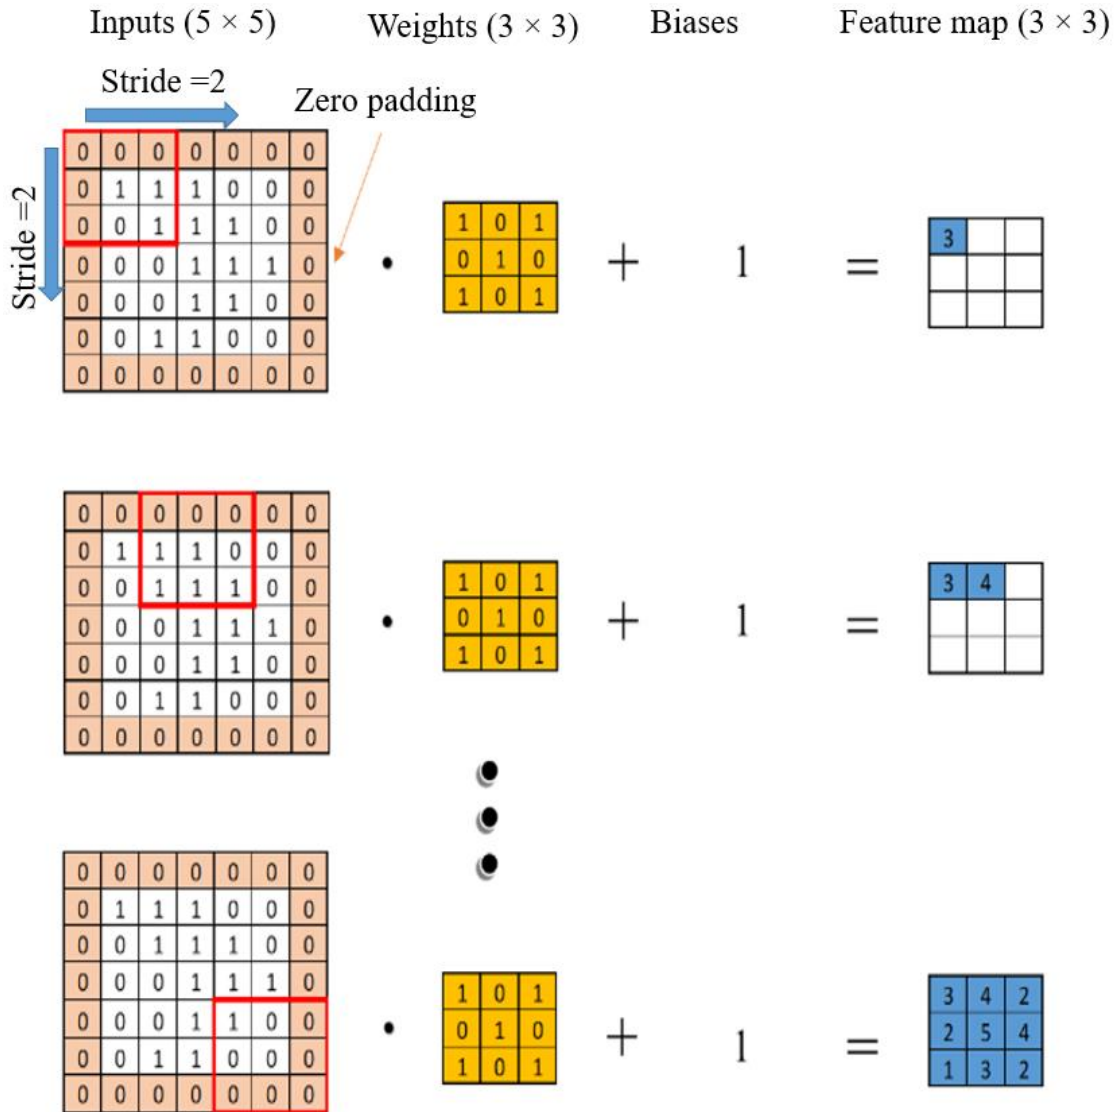 Inputs (5 × 5) Weights (3 × 3) Biases Feature map (3 × 3)
Stride =2
Zero padding
Stride =2
0 0 0 0 0 0 0
0 1 1 1 0 0 0
0 0 1 1 1 0 0
0 0 0 1 1 1 0
0 0 0 1 1 0 0
0 0 1 1 0 0 0
0 0 0 0 0 0 0
•
1 0 1
0 1 0
1 0 1
+
1
=
3
0 0 0 0 0 0 0
0 1 1 1 0 0 0
0 0 1 1 1 0 0
0 0 0 1 1 1 0
0 0 0 1 1 0 0
0 0 1 1 0 0 0
0 0 0 0 0 0 0
•
1 0 1
0 1 0
1 0 1
+
1
=
3 4
0 0 0 0 0 0 0
0 1 1 1 0 0 0
0 0 1 1 1 0 0
0 0 0 1 1 1 0
0 0 0 1 1 0 0
0 0 1 1 0 0 0
0 0 0 0 0 0 0
•
1 0 1
0 1 0
1 0 1
+
1
=
3 4 2
2 5 4
1 3 2